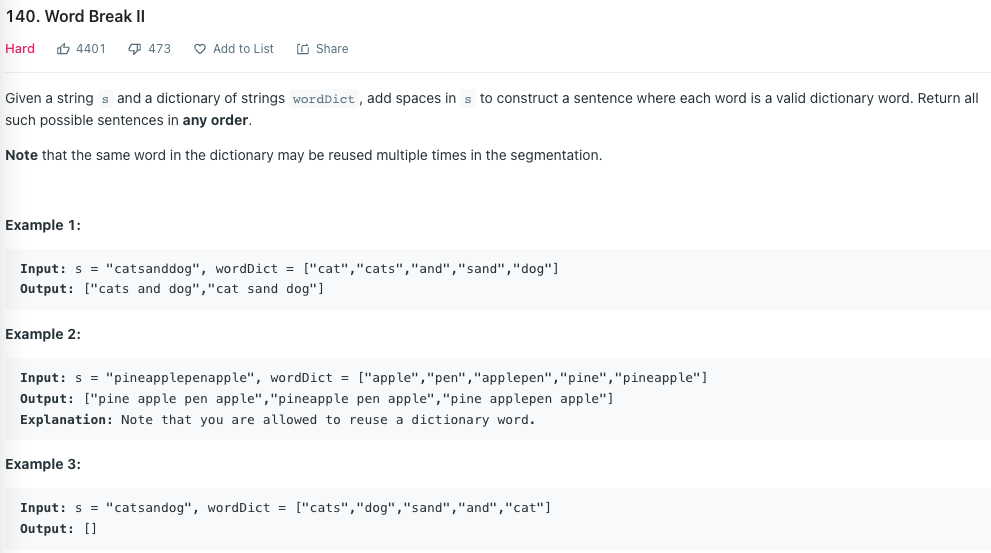 140. Word Break II
Hard 4401 473 Add to List Share
Given a string s and a dictionary of strings wordDict, add spaces in s to construct a sentence where each word is a valid dictionary word. Return all
such possible sentences in any order.
Note that the same word in the dictionary may be reused multiple times in the segmentation.
Example 1:
Input: s = "catsanddog", wordDict = ["cat","cats","and","sand","dog"]
Output: ["cats and dog","cat sand dog"]
Example 2:
Input: s = "pineapplepenapple", wordDict = ["apple","pen","applepen","pine","pineapple"]
Output: ["pine apple pen apple","pineapple pen apple","pine applepen apple"]
Explanation: Note that you are allowed to reuse a dictionary word.
Example 3:
Input: s = "catsandog", wordDict = ["cats","dog","sand","and","cat"]
Output: []